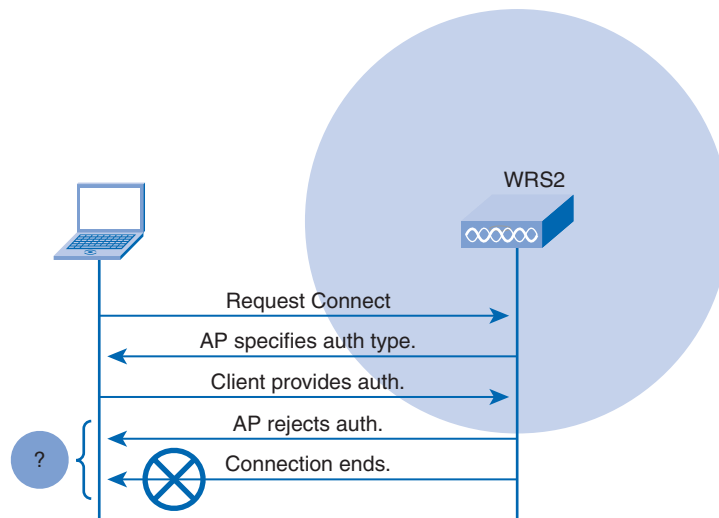 WRS2
Request Connect
AP specifies auth type.
Client provides auth.
AP rejects auth.
?
Connection ends.